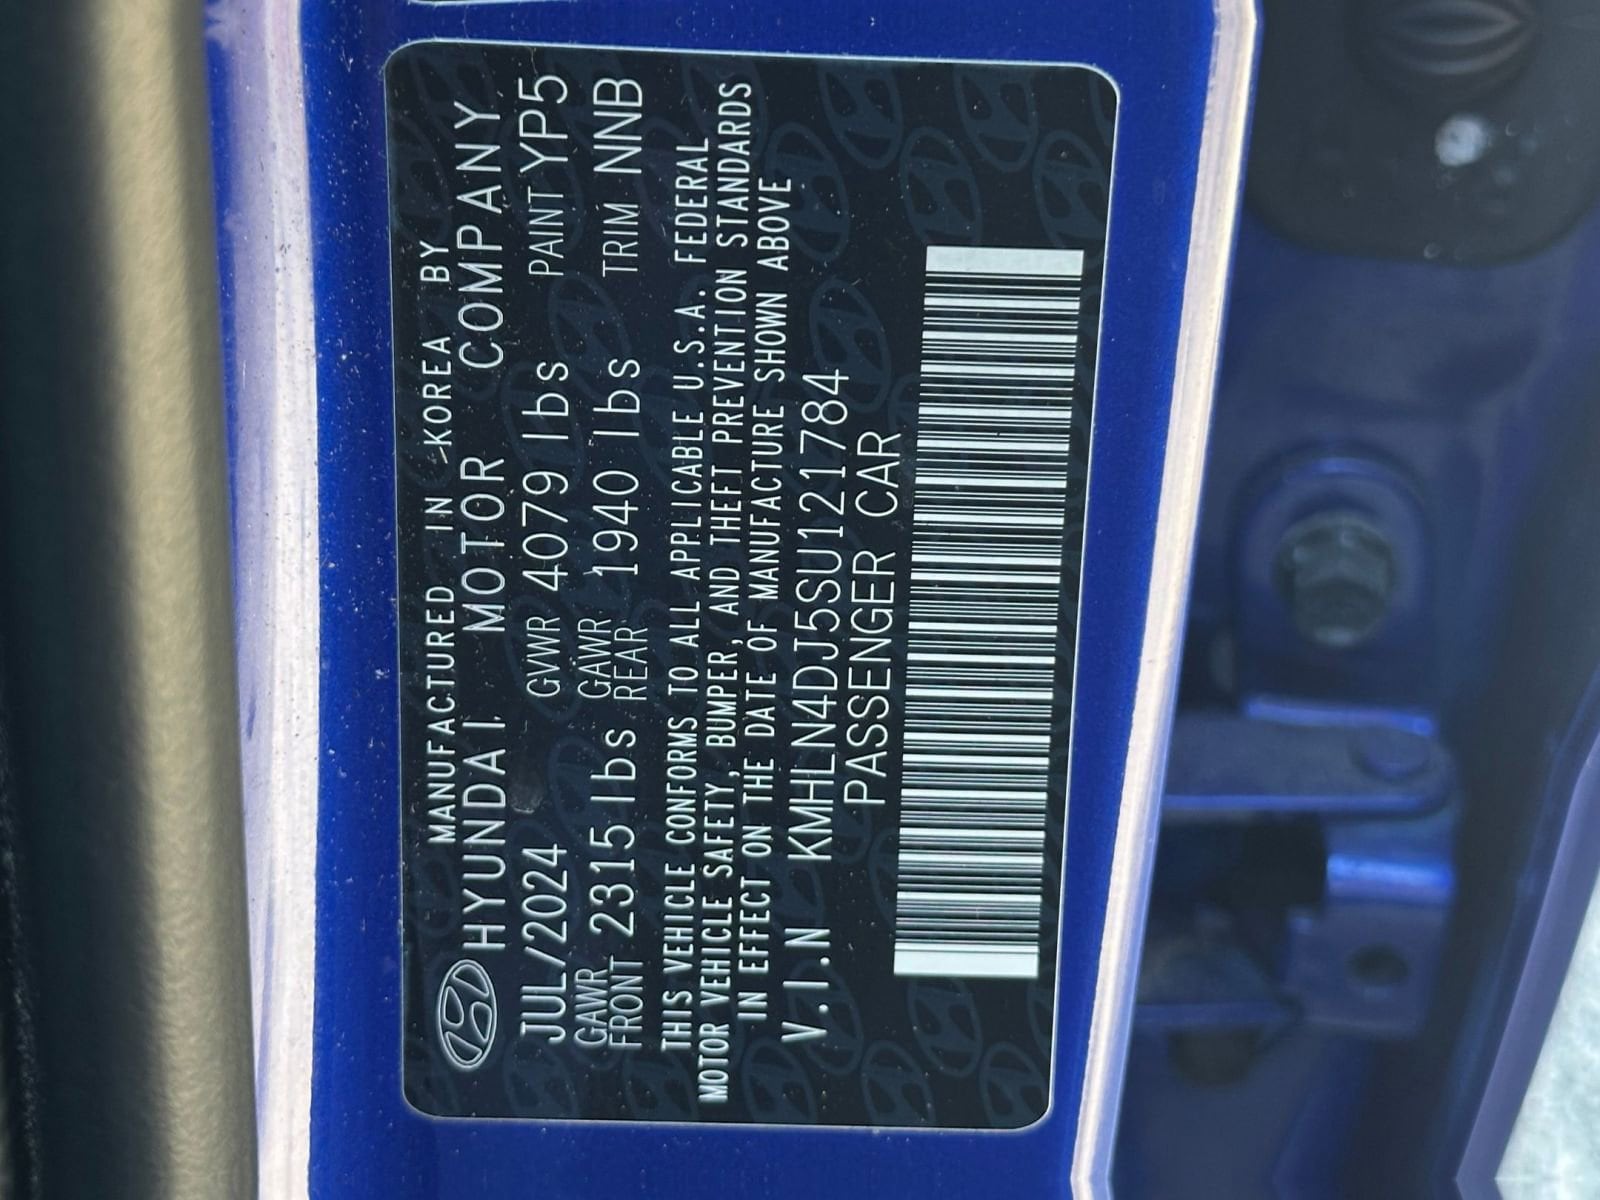 MANUFACTURED IN KOREA BY
HYUNDAI MOTOR COMPANY
JUL/2024 GVWR 4079 lbs PAINT YP5
GAWR FRONT 2315 lbs GAWR REAR 1940 lbs TRIM NNB
THIS VEHICLE CONFORMS TO ALL APPLICABLE U.S.A. FEDERAL
MOTOR VEHICLE SAFETY, BUMPER, AND THEFT PREVENTION STANDARDS
IN EFFECT ON THE DATE OF MANUFACTURE SHOWN ABOVE
V.I.N KMHLN4DJ5SU121784
PASSENGER CAR